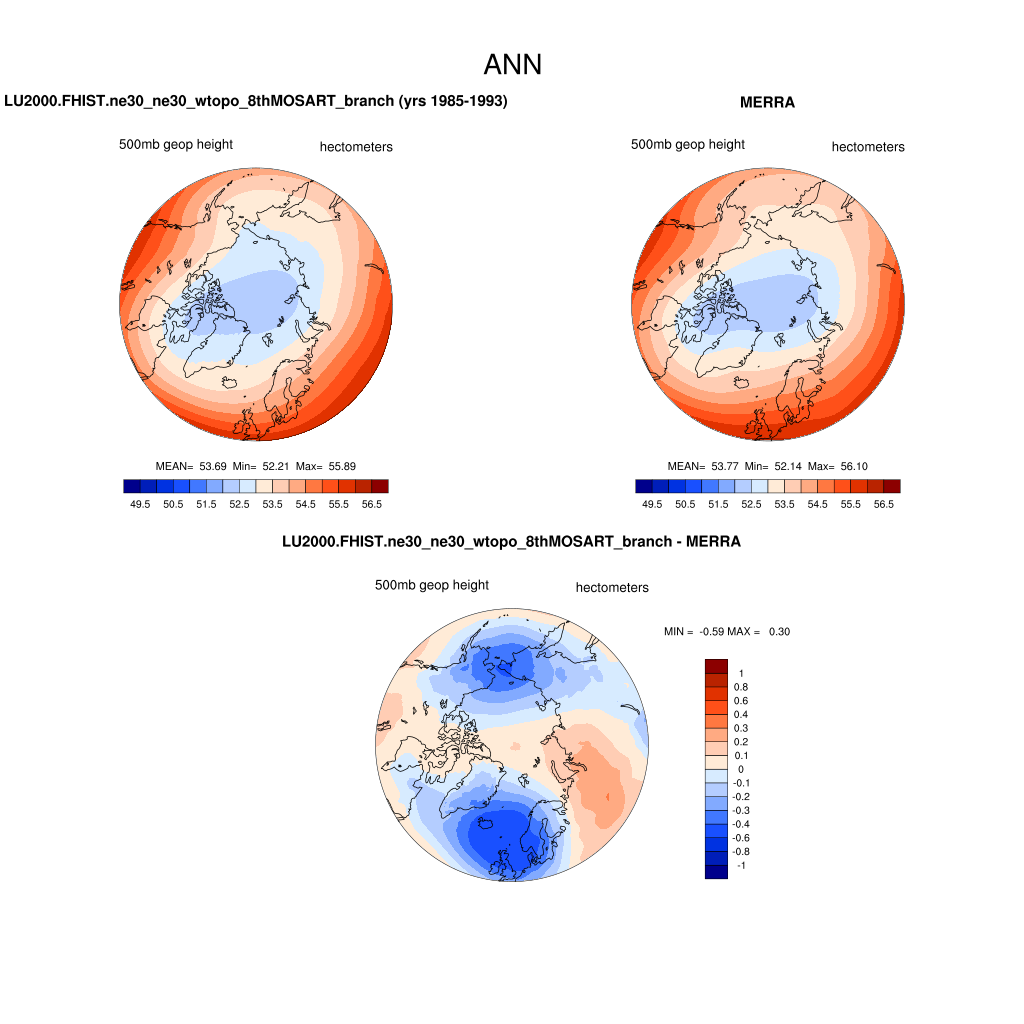 ANN
LU2000.FHIST.ne30_ne30_wtopo_8thMOSART_branch (yrs 1985-1993)
MERRA
500mb geop height
hectometers
500mb geop height
hectometers
MEAN= 53.69 Min= 52.21 Max= 55.89
MEAN= 53.77 Min= 52.14 Max= 56.10
49.5 50.5 51.5 52.5 53.5 54.5 55.5 56.5
49.5 50.5 51.5 52.5 53.5 54.5 55.5 56.5
LU2000.FHIST.ne30_ne30_wtopo_8thMOSART_branch - MERRA
500mb geop height
hectometers
MIN = -0.59 MAX = 0.30
1
0.8
0.6
0.4
0.3
0.2
0.1
0
-0.1
-0.2
-0.3
-0.4
-0.6
-0.8
-1